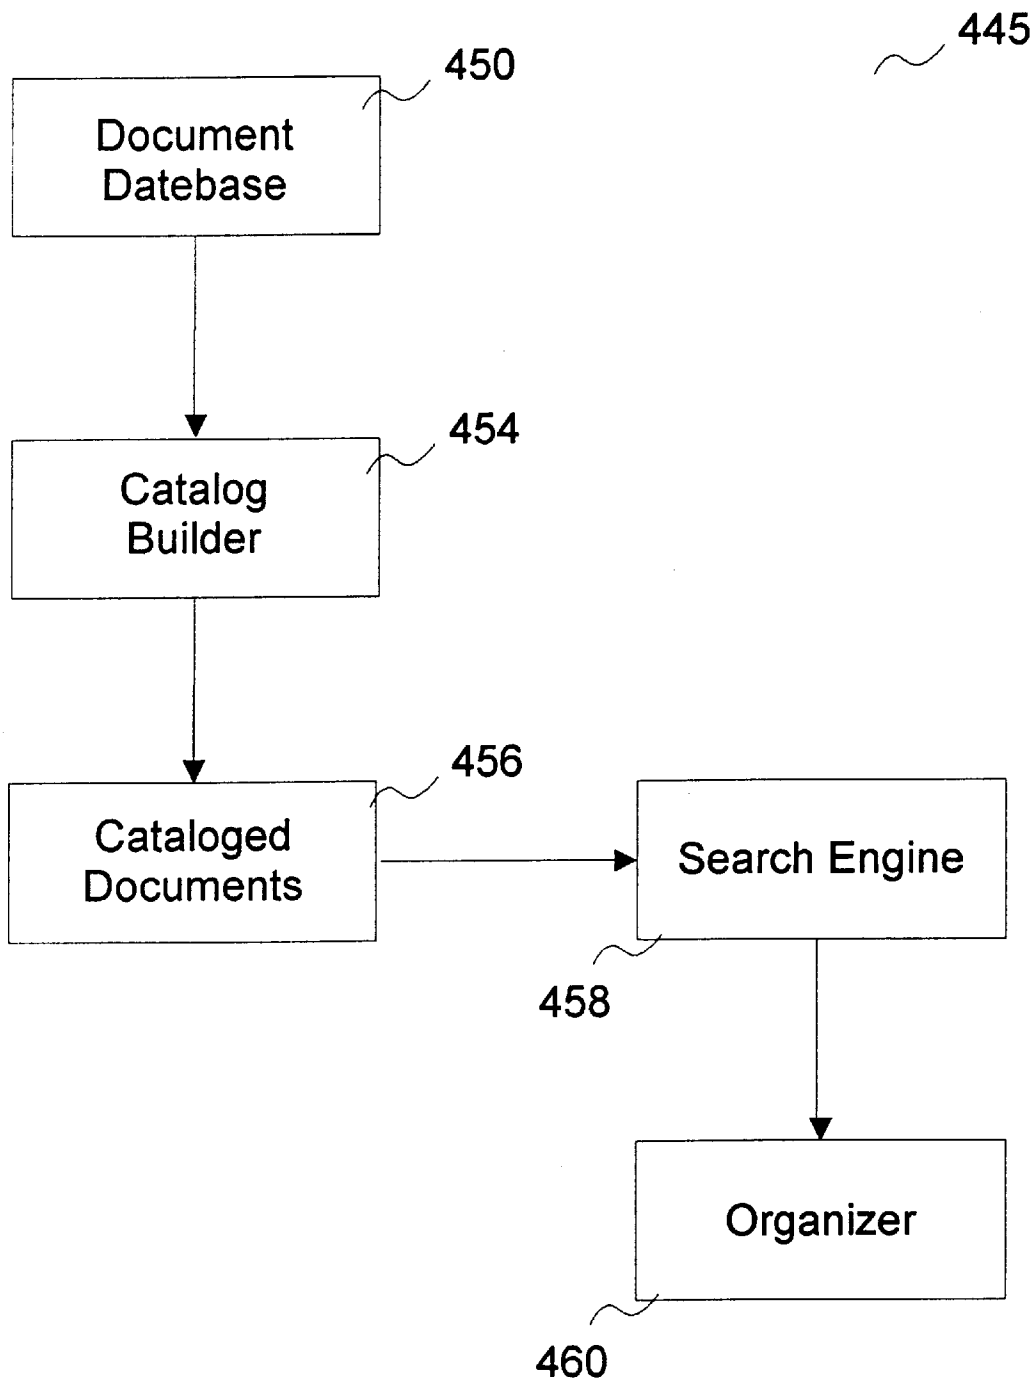 445
450
Document
Datebase
454
Catalog
Builder
456
Cataloged
Documents
Search Engine
458
Organizer
460